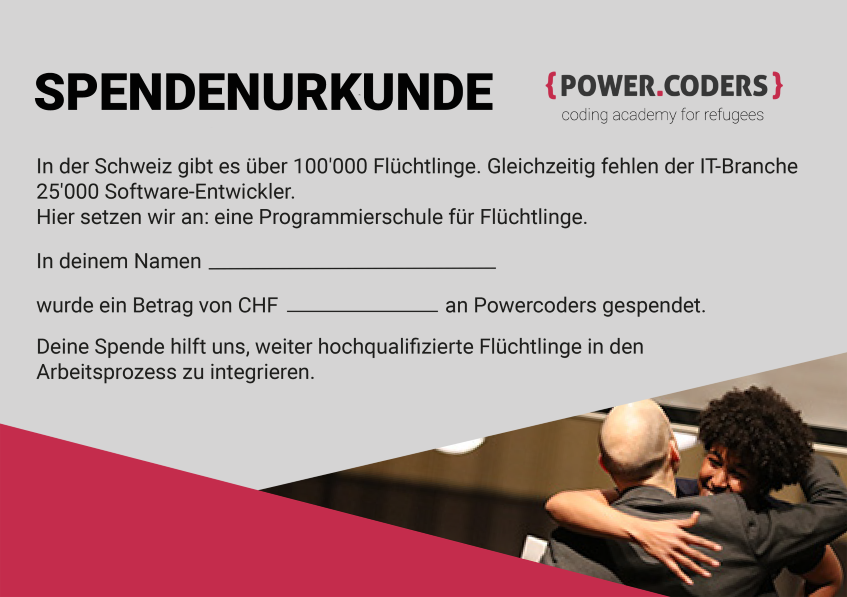 SPENDENURKUNDE
{POWER.CODERS}
coding academy for refugees
In der Schweiz gibt es über 100'000 Flüchtlinge. Gleichzeitig fehlen der IT-Branche
25'000 Software-Entwickler.
Hier setzen wir an: eine Programmierschule für Flüchtlinge.
In deinem Namen
wurde ein Betrag von CHF an Powercoders gespendet.
Deine Spende hilft uns, weiter hochqualifizierte Flüchtlinge in den
Arbeitsprozess zu integrieren.